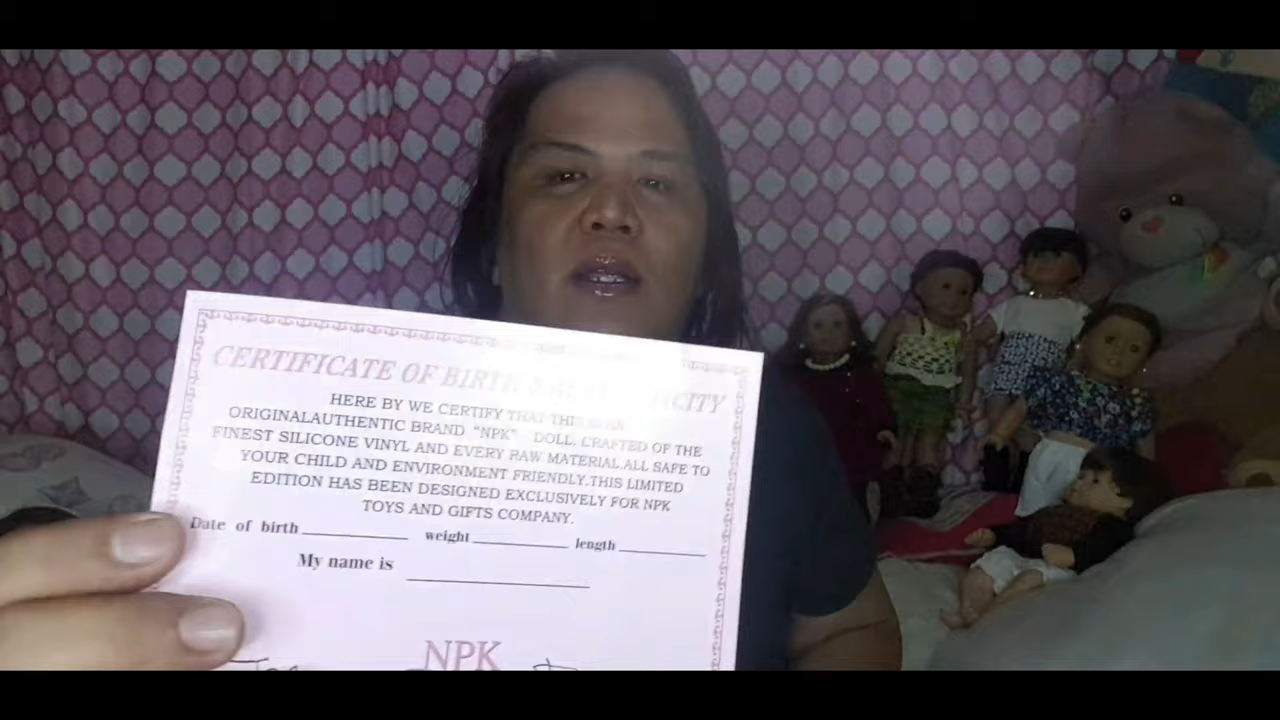 CERTIFICATE OF BIRTH
HERE BY WE CERTIFY THAT THIS
ORIGINALAUTHENTIC BRAND "NPK" DOLL. CRAFTED OF THE
FINEST SILICONE VINYL AND EVERY RAW MATERIAL.ALL SAFE TO
YOUR CHILD AND ENVIRONMENT FRIENDLY.THIS LIMITED
EDITION HAS BEEN DESIGNED EXCLUSIVELY FOR NPK
TOYS AND GIFTS COMPANY.
Date of birth weight length
My name is
NPK